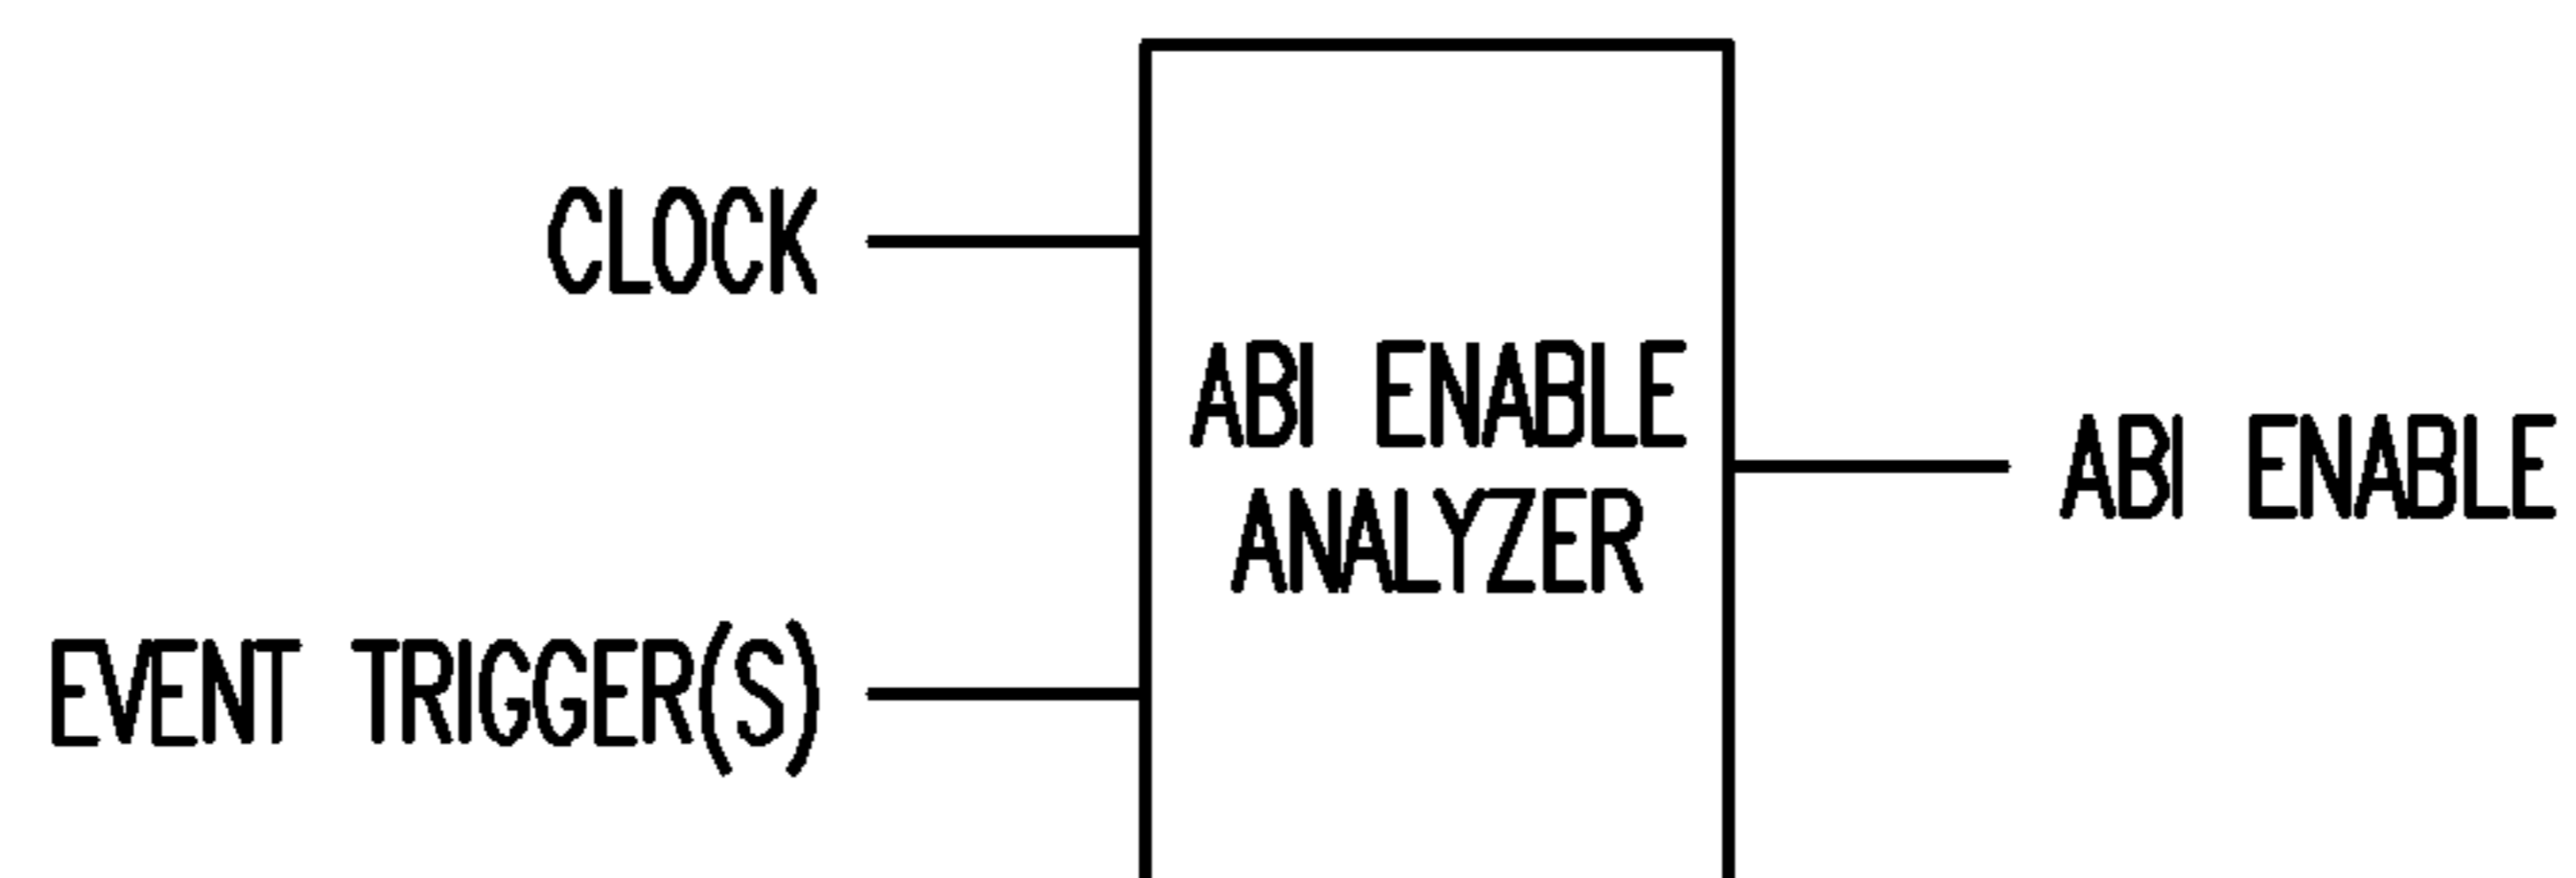 CLOCK
ABI ENABLE
ANALYZER
ABI ENABLE
EVENT TRIGGER(S)